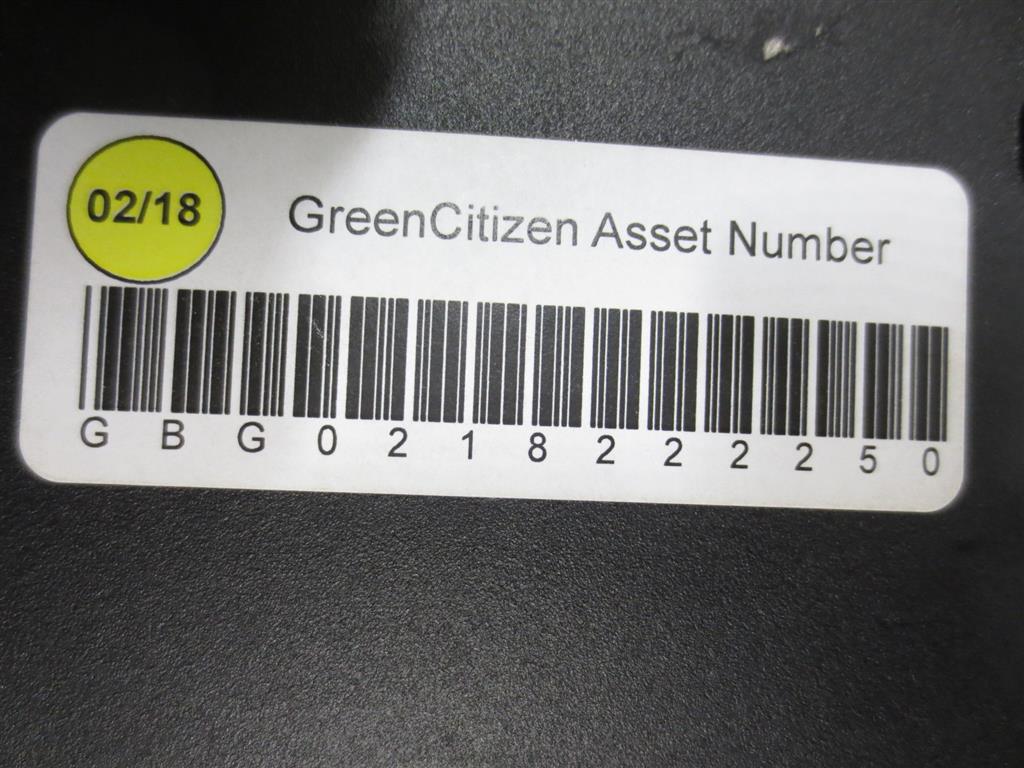 02/18
GreenCitizen Asset Number
G B G 0 2 1 8 2 2 2 2 5 0